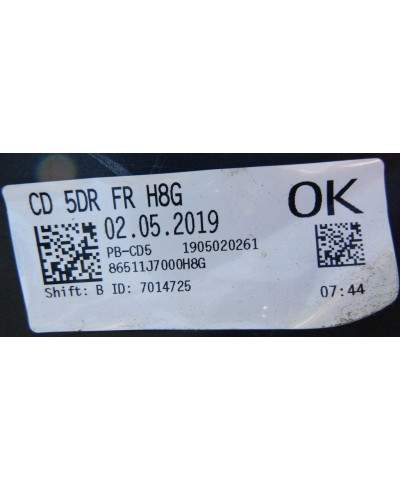 CD 5DR FR H8G
OK
02.05.2019
PB-CD5 1905020261
86511J7000H8G
Shift: B ID: 7014725
07:44